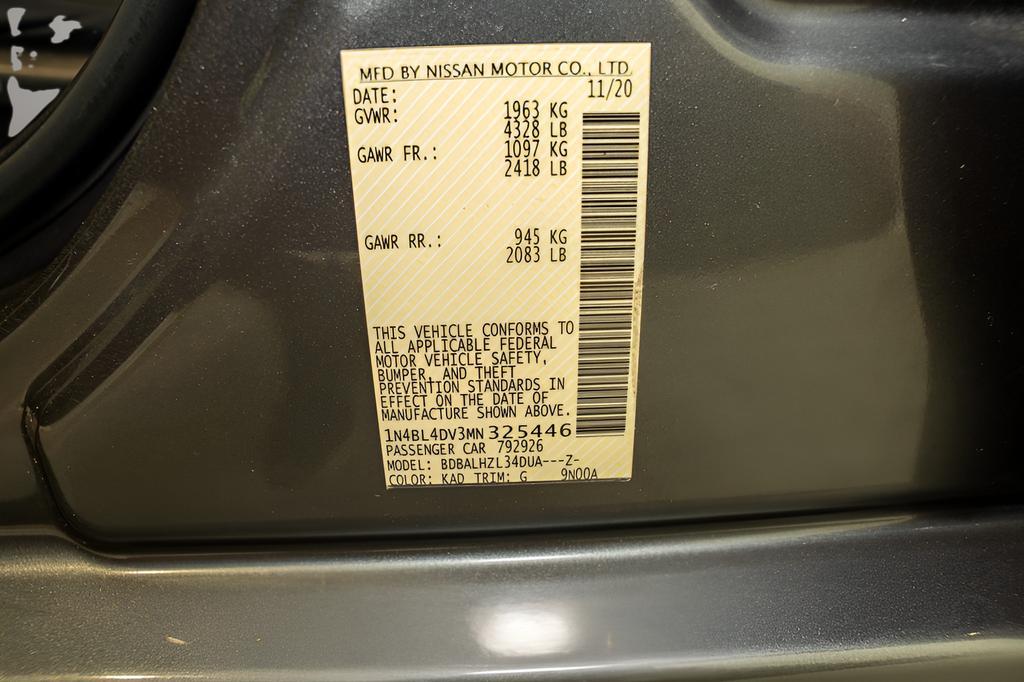 MFD BY NISSAN MOTOR CO., LTD.
DATE: 11/20
GVWR: 1963 KG
4328 LB
GAWR FR.: 1097 KG
2418 LB
GAWR RR.: 945 KG
2083 LB
THIS VEHICLE CONFORMS TO
ALL APPLICABLE FEDERAL
MOTOR VEHICLE SAFETY,
BUMPER, AND THEFT
PREVENTION STANDARDS IN
EFFECT ON THE DATE OF
MANUFACTURE SHOWN ABOVE.
1N4BL4DV3MN325446
PASSENGER CAR 792926
MODEL: BDBALHZL34DUA---Z-
COLOR: KAD TRIM: G 9N00A